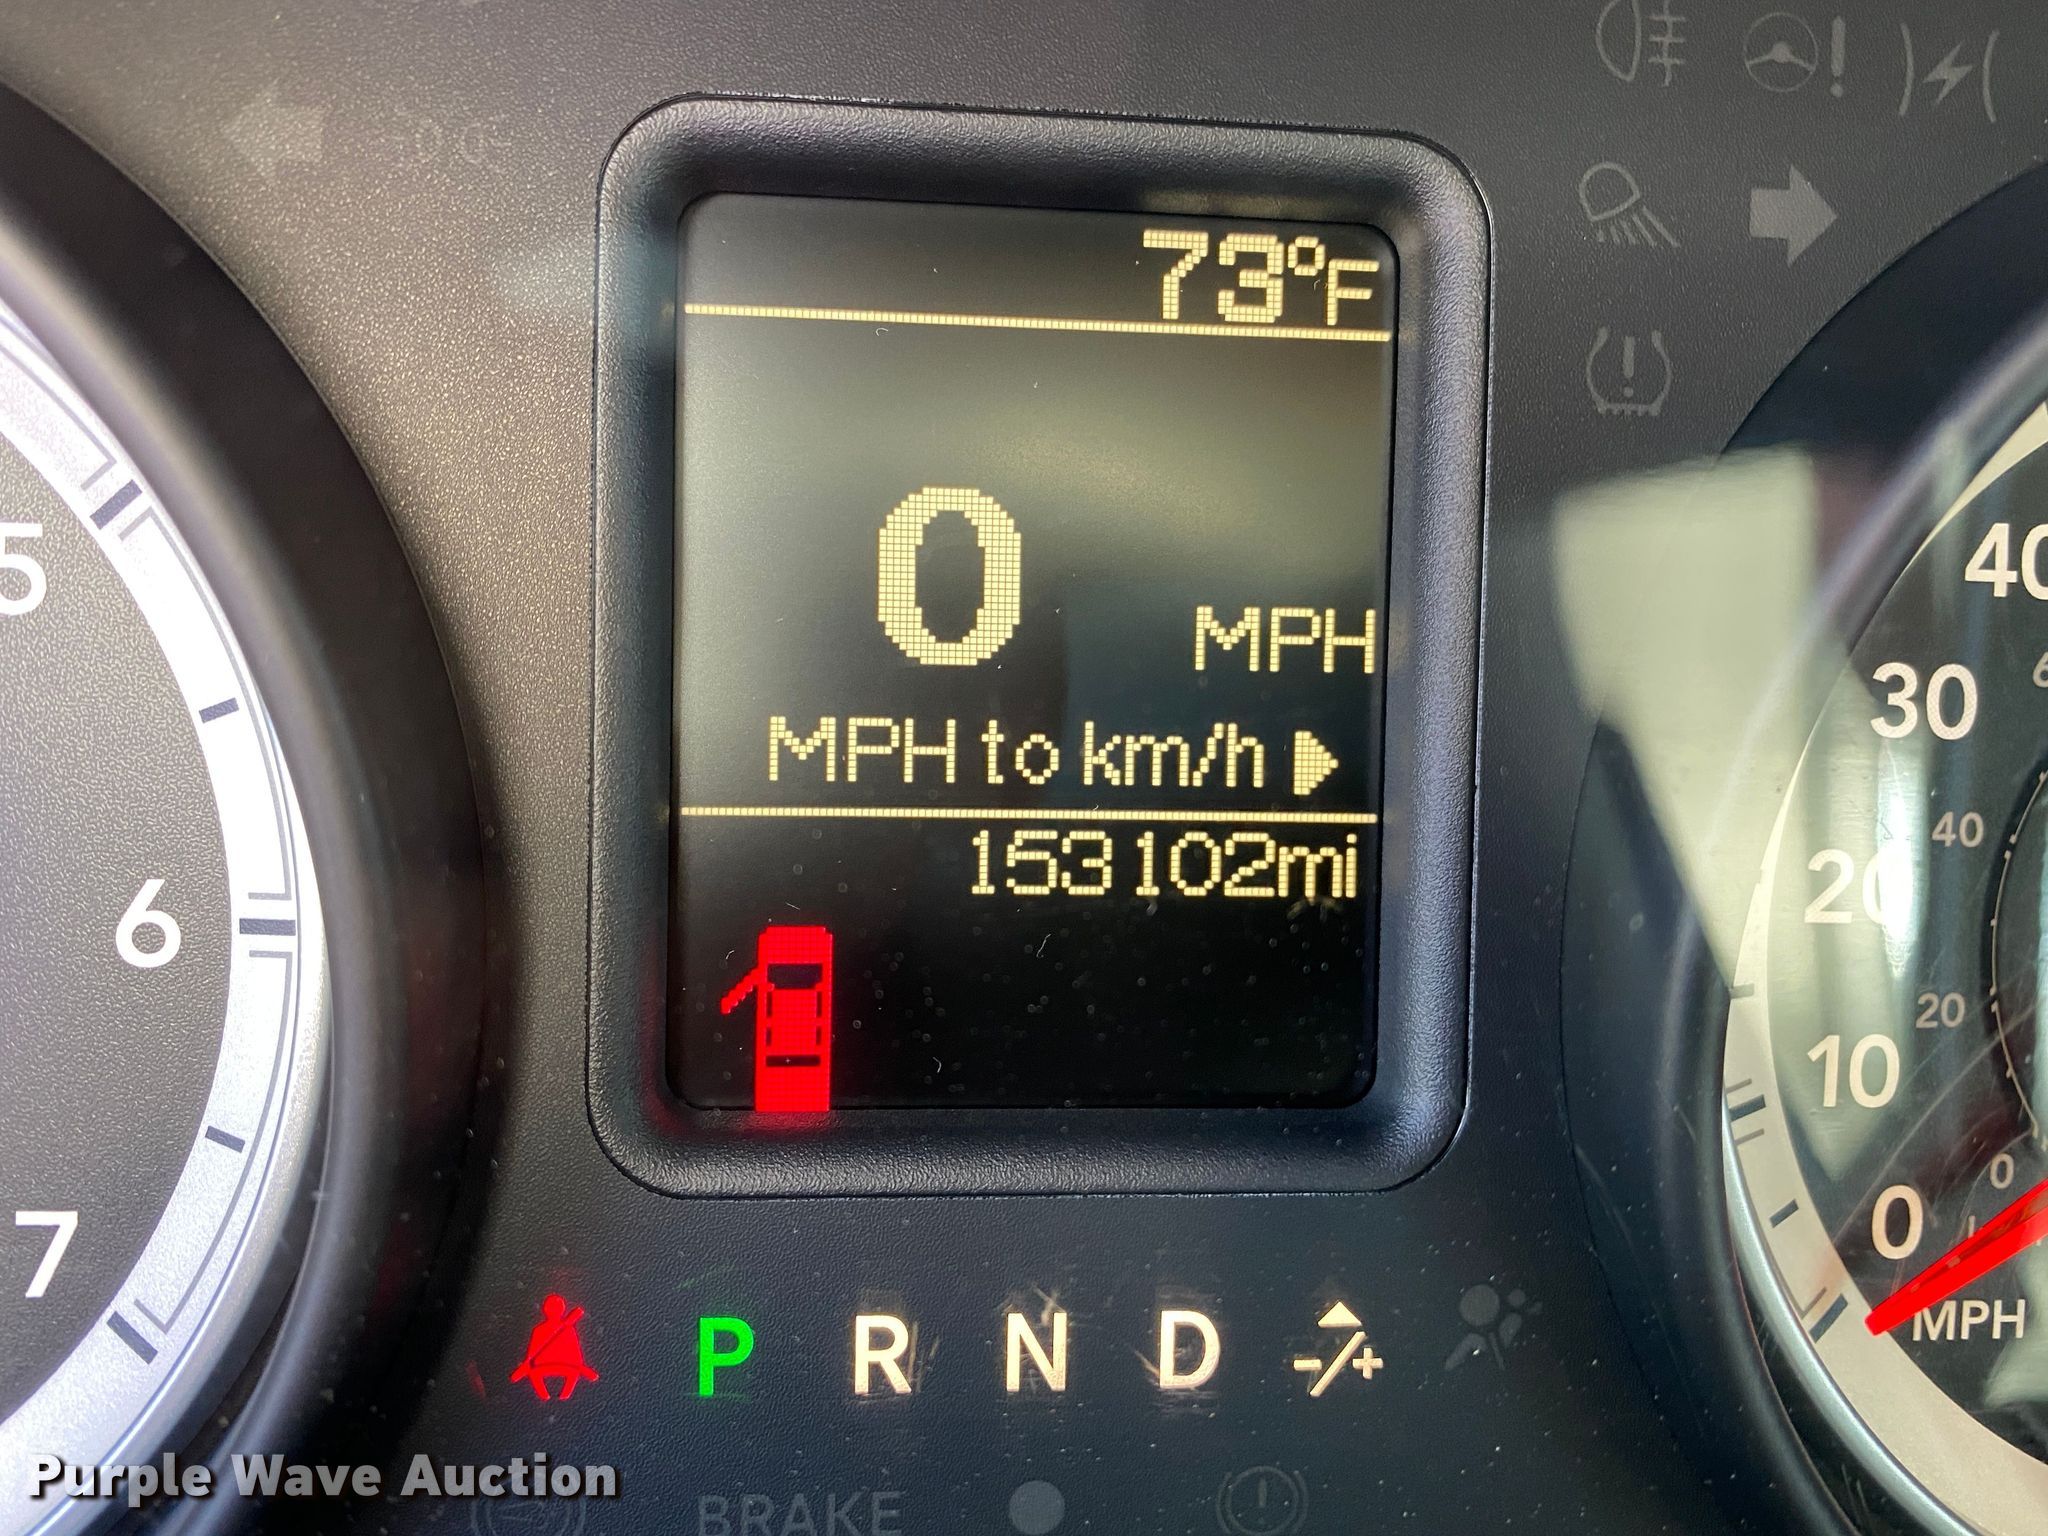 73°F
0 MPH
MPH to km/h
153102mi
5
6
7
40
30
20
10
0
MPH
40
20
0
P R N D -/+
BRAKE
Purple Wave Auction